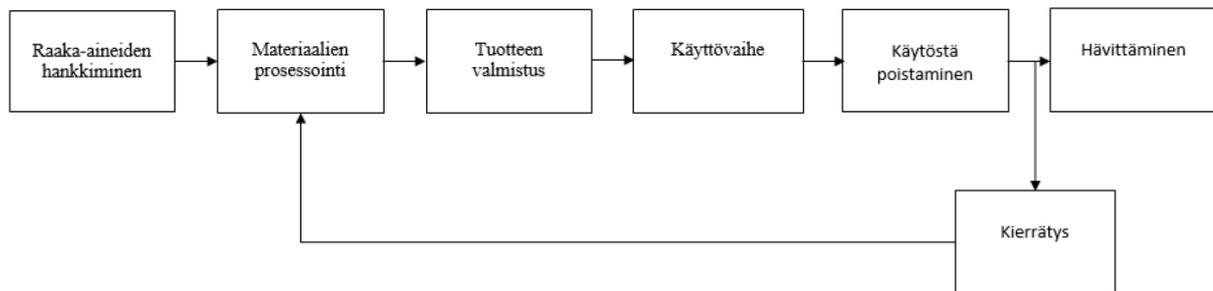 Raaka-aineiden
hankkiminen
Materiaalien
prosessointi
Tuotteen
valmistus
Käyttövaihe
Käytöstä
poistaminen
Hävittäminen
Kierrätys